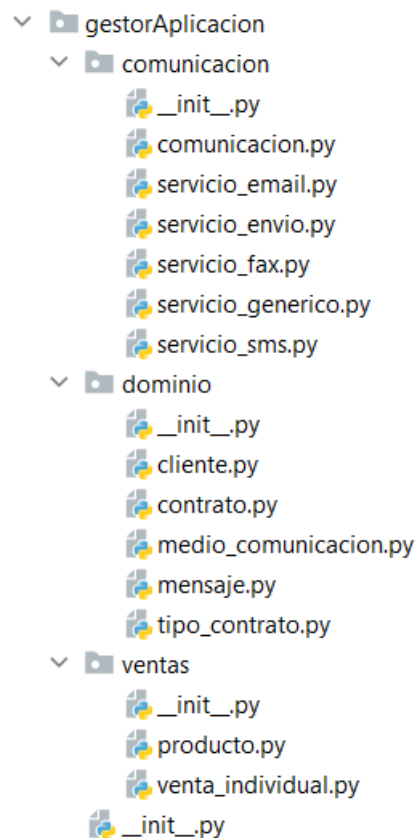 gestorAplicacion
comunicacion
__init__.py
comunicacion.py
servicio_email.py
servicio_envio.py
servicio_fax.py
servicio_generico.py
servicio_sms.py
dominio
__init__.py
cliente.py
contrato.py
medio_comunicacion.py
mensaje.py
tipo_contrato.py
ventas
__init__.py
producto.py
venta_individual.py
__init__.py